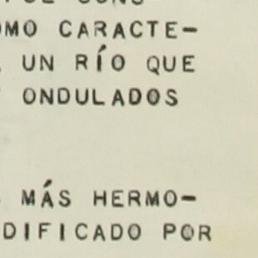 OMO CARACTE-
UN RÍO QUE
ONDULADOS
MÁS HERMO-
DIFICADO POR